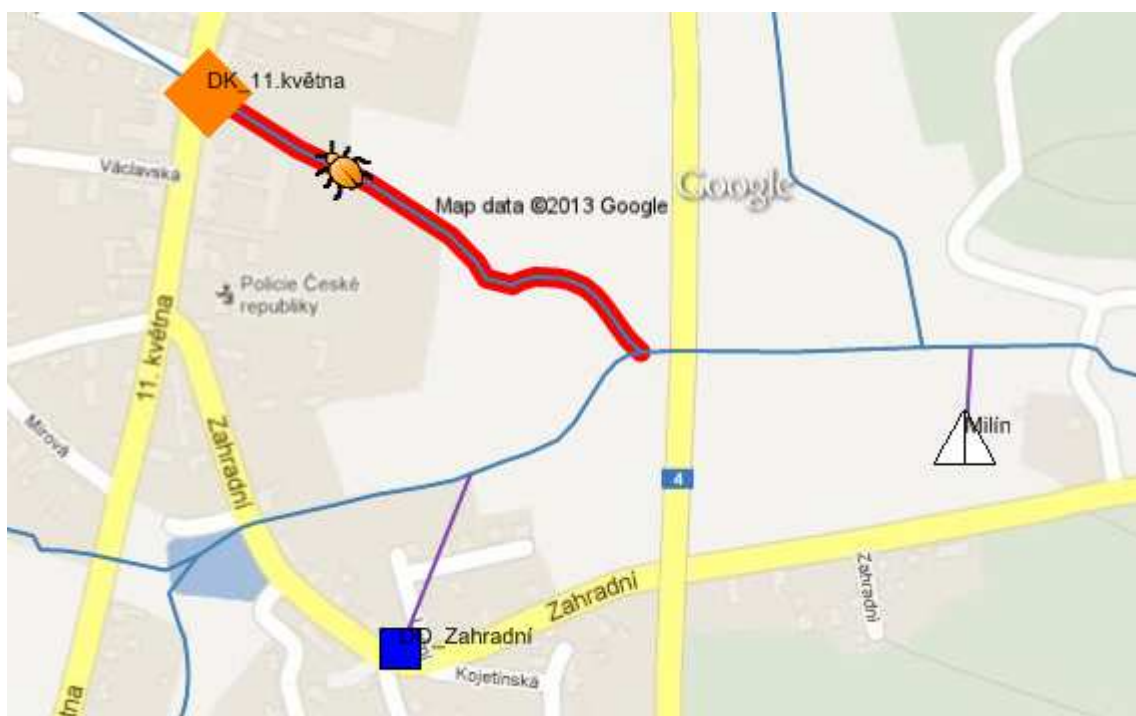 DK_11.května
Václavská
Google
Map data ©2013 Google
Policie České
republiky
11. května
Mírová
Zahradní
Milín
4
Zahradní
Zahradní
DD_Zahradní
Kojetínská